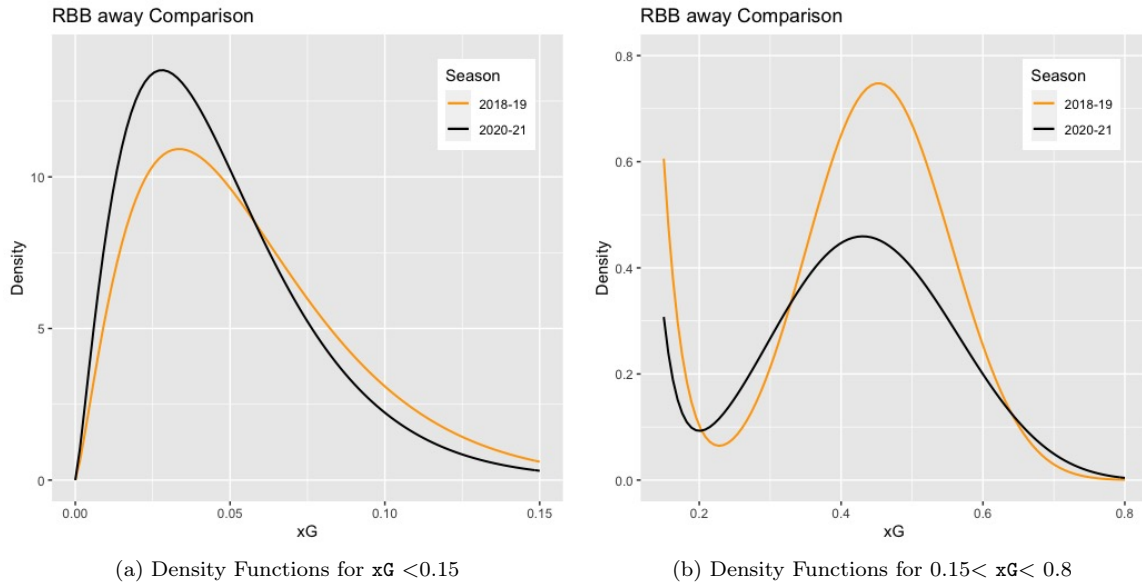 RBB away Comparison
Density
10
5
0
Season
2018-19
2020-21
0.00
0.05
0.10
0.15
xG
(a) Density Functions for xG <0.15
RBB away Comparison
Density
0.8
0.6
0.4
0.2
0.0
Season
2018-19
2020-21
0.2
0.4
0.6
0.8
xG
(b) Density Functions for 0.15< xG< 0.8